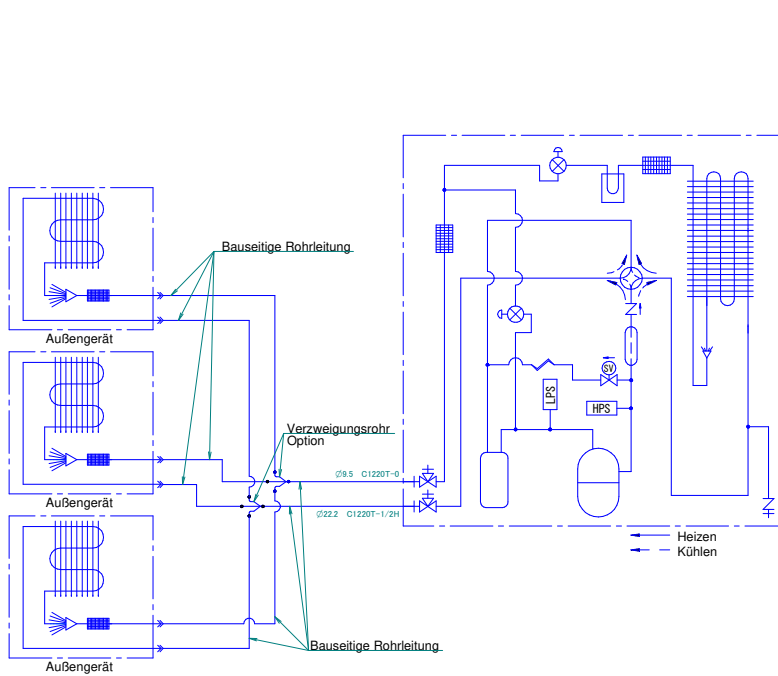 Bauseitige Rohrleitung
Außengerät
SV
LPS
HPS
Verzweigungsrohr
Option
Ø9.5 C1220T-O
Außengerät
Ø22.2 C1220T-1/2H
Heizen
Kühlen
Bauseitige Rohrleitung
Außengerät